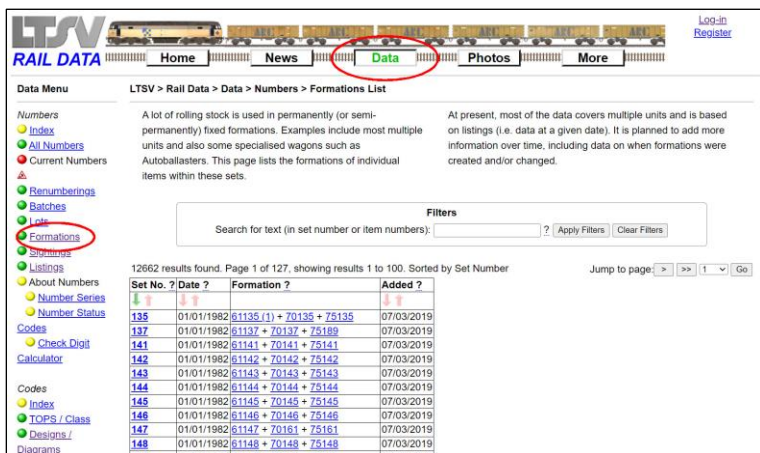 LTSV
RAIL DATA
Home
News
Data
Photos
More
Log-in
Register
Data Menu
Numbers
Index
All Numbers
Current Numbers
Renumberings
Batches
Lots
Formations
Sightings
Listings
About Numbers
Number Series
Number Status
Codes
Check Digit
Calculator
Codes
Index
TOPS / Class
Designs /
Diagrams
LTSV > Rail Data > Data > Numbers > Formations List
A lot of rolling stock is used in permanently (or semi-
permanently) fixed formations. Examples include most multiple
units and also some specialised wagons such as
Autoballasters. This page lists the formations of individual
items within these sets.
At present, most of the data covers multiple units and is based
on listings (i.e. data at a given date). It is planned to add more
information over time, including data on when formations were
created and/or changed.
Filters
Search for text (in set number or item numbers): ? Apply Filters Clear Filters
12662 results found. Page 1 of 127, showing results 1 to 100. Sorted by Set Number
Jump to page: > >> 1 Go
Set No. ? Date ? Formation ? Added ?
135 01/01/1982 61135 (1) + 70135 + 75135 07/03/2019
137 01/01/1982 61137 + 70137 + 75189 07/03/2019
141 01/01/1982 61141 + 70141 + 75141 07/03/2019
142 01/01/1982 61142 + 70142 + 75142 07/03/2019
143 01/01/1982 61143 + 70143 + 75143 07/03/2019
144 01/01/1982 61144 + 70144 + 75144 07/03/2019
145 01/01/1982 61145 + 70145 + 75145 07/03/2019
146 01/01/1982 61146 + 70146 + 75146 07/03/2019
147 01/01/1982 61147 + 70161 + 75161 07/03/2019
148 01/01/1982 61148 + 70148 + 75148 07/03/2019